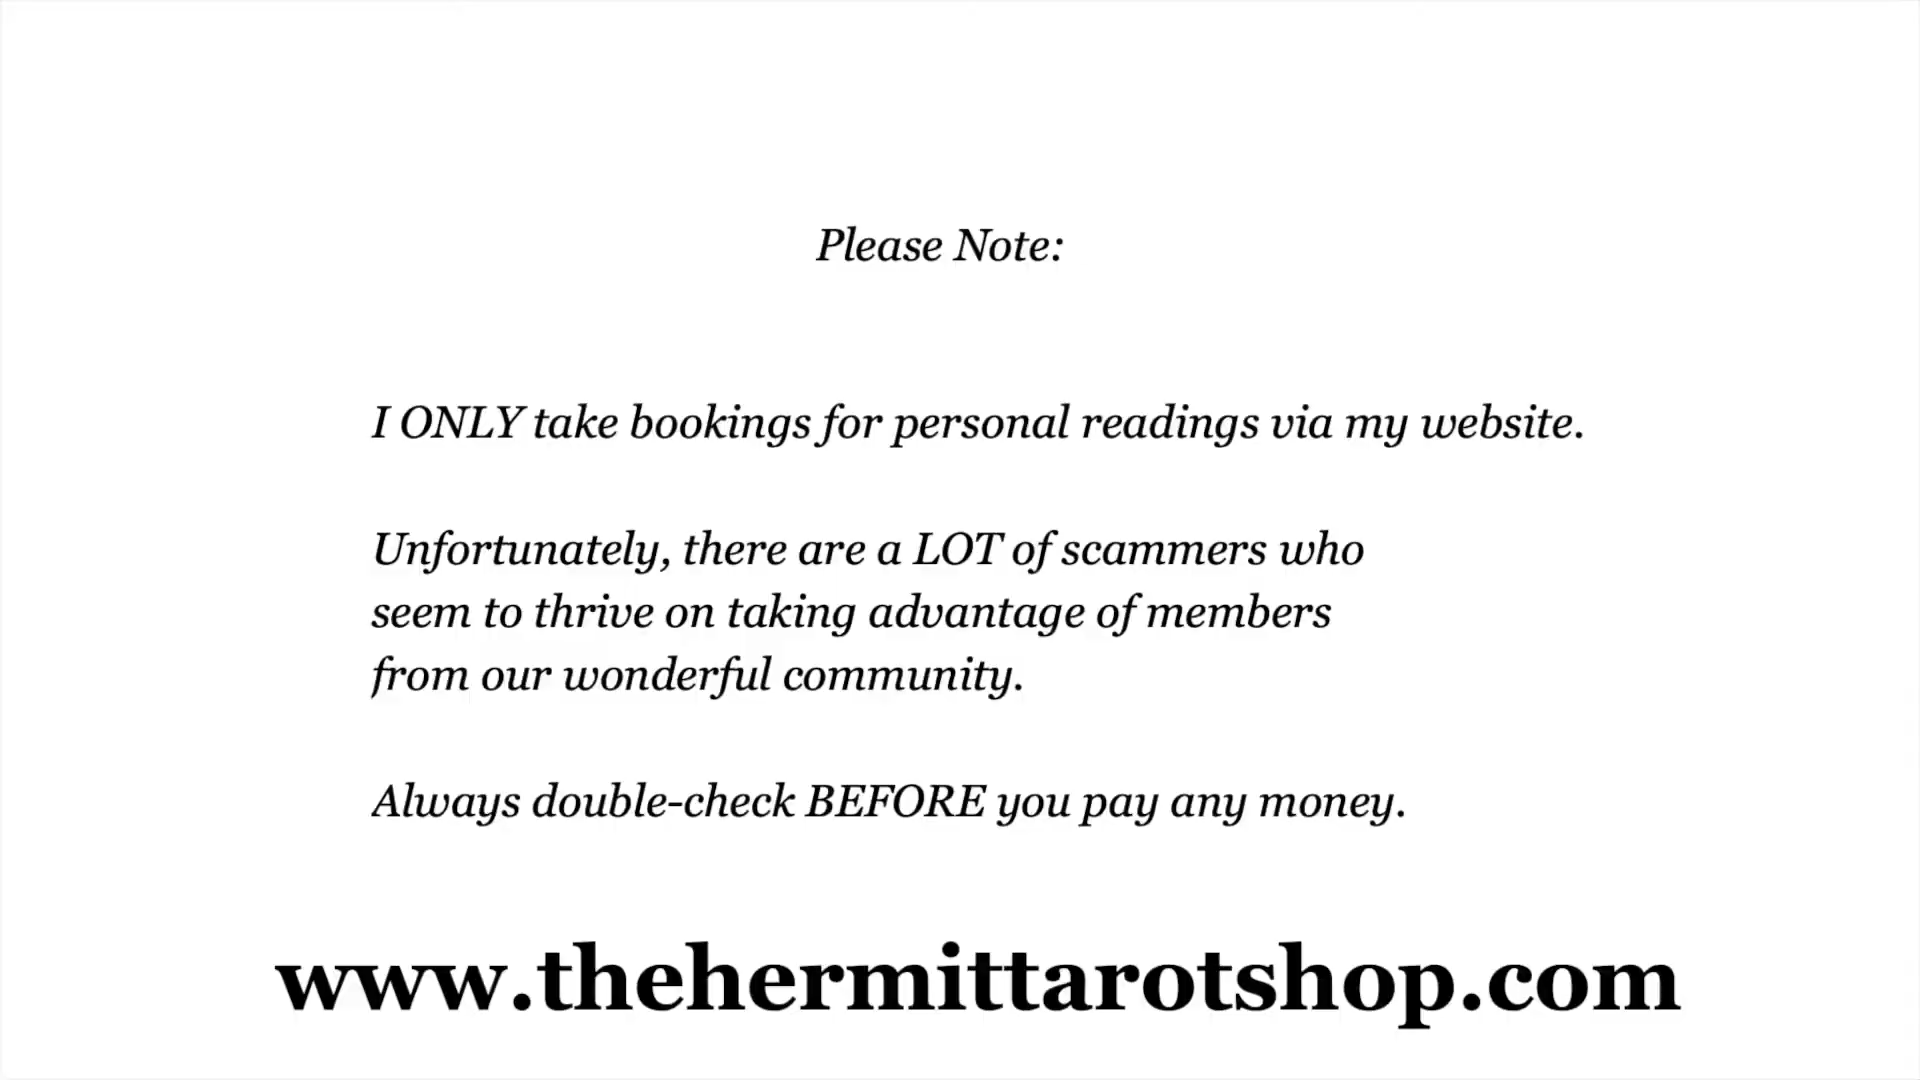 Please Note:
I ONLY take bookings for personal readings via my website.
Unfortunately, there are a LOT of scammers who
seem to thrive on taking advantage of members
from our wonderful community.
Always double-check BEFORE you pay any money.
www.thehermittarotshop.com